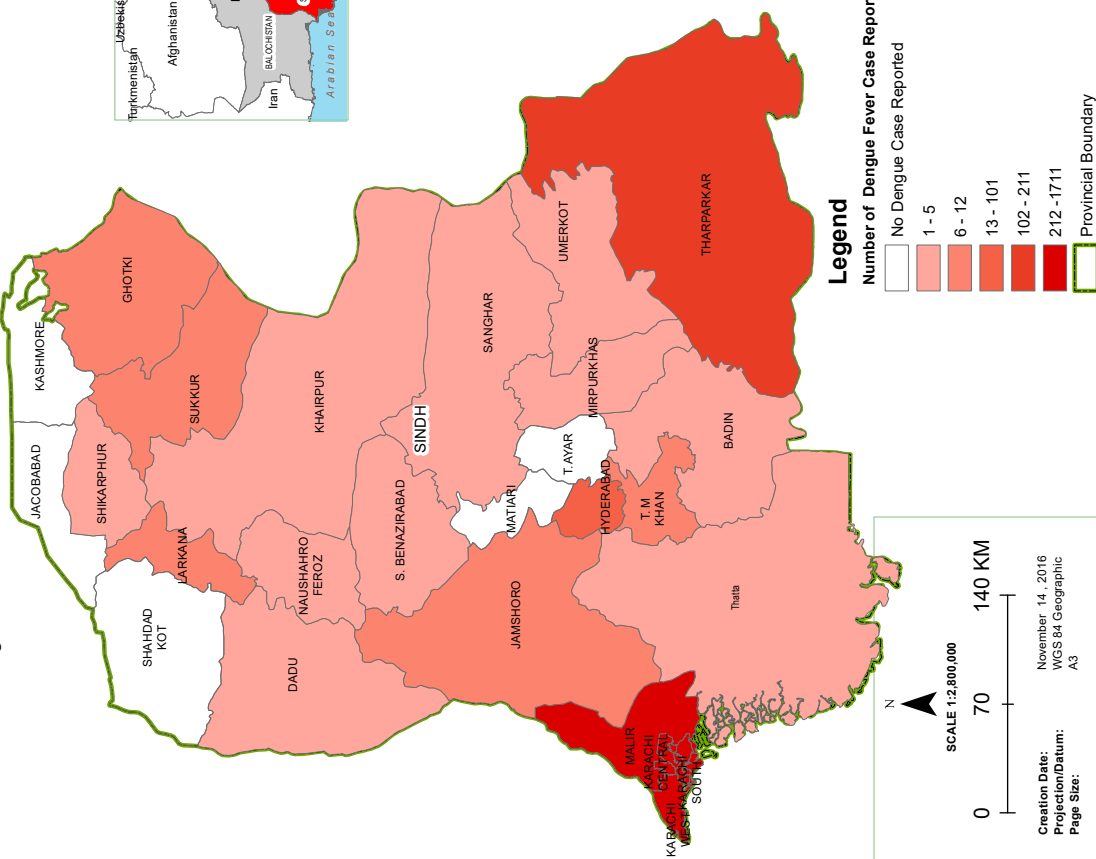 Uzbekis
Turkmenistan
Afghanistan
BALOCHISTAN
Iran
Arabian Sea
S
KASHMORE
JACOBABAD
GHOTKI
SHIKARPHUR
SUKKUR
LARKANA
SHAHDAD
KOT
KHAIRPUR
NAUSHAHRO
FEROZ
DADU
SINDH
SANGHAR
UMERKOT
THARPARKAR
S. BENAZIRABAD
MATIARI
T. AYAR
MIRPURKHAS
HYDERABAD
T. M
KHAN
BADIN
JAMSHORO
Thatta
MALIR
KARACHI
CENTRAL
KARACHI
SOUTH
KARACHI
WEST
Legend
Number of Dengue Fever Case Repor
No Dengue Case Reported
1 - 5
6 - 12
13 - 101
102 - 211
212 -1711
Provincial Boundary
N
SCALE 1:2,800,000
0 70 140 KM
Creation Date: November 14 , 2016
Projection/Datum: WGS 84 Geographic
Page Size: A3